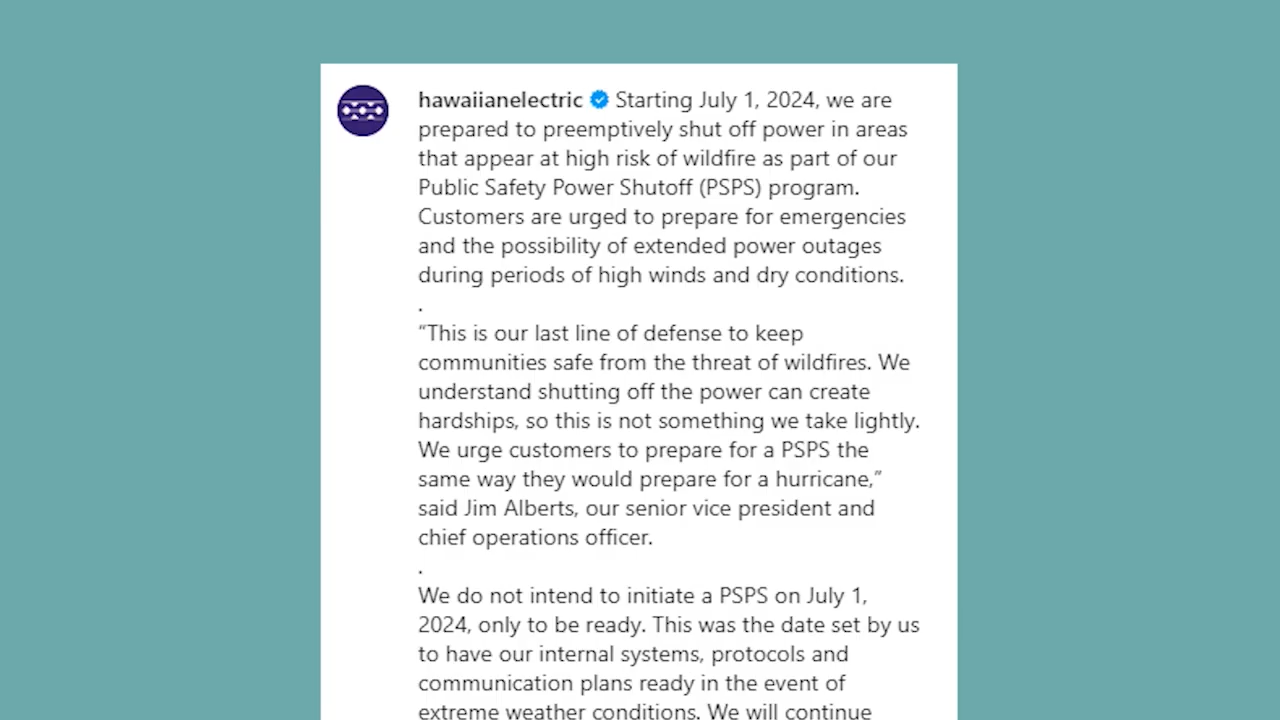 hawaiianelectric Starting July 1, 2024, we are
prepared to preemptively shut off power in areas
that appear at high risk of wildfire as part of our
Public Safety Power Shutoff (PSPS) program.
Customers are urged to prepare for emergencies
and the possibility of extended power outages
during periods of high winds and dry conditions.
.
“This is our last line of defense to keep
communities safe from the threat of wildfires. We
understand shutting off the power can create
hardships, so this is not something we take lightly.
We urge customers to prepare for a PSPS the
same way they would prepare for a hurricane,”
said Jim Alberts, our senior vice president and
chief operations officer.
.
We do not intend to initiate a PSPS on July 1,
2024, only to be ready. This was the date set by us
to have our internal systems, protocols and
communication plans ready in the event of
extreme weather conditions. We will continue